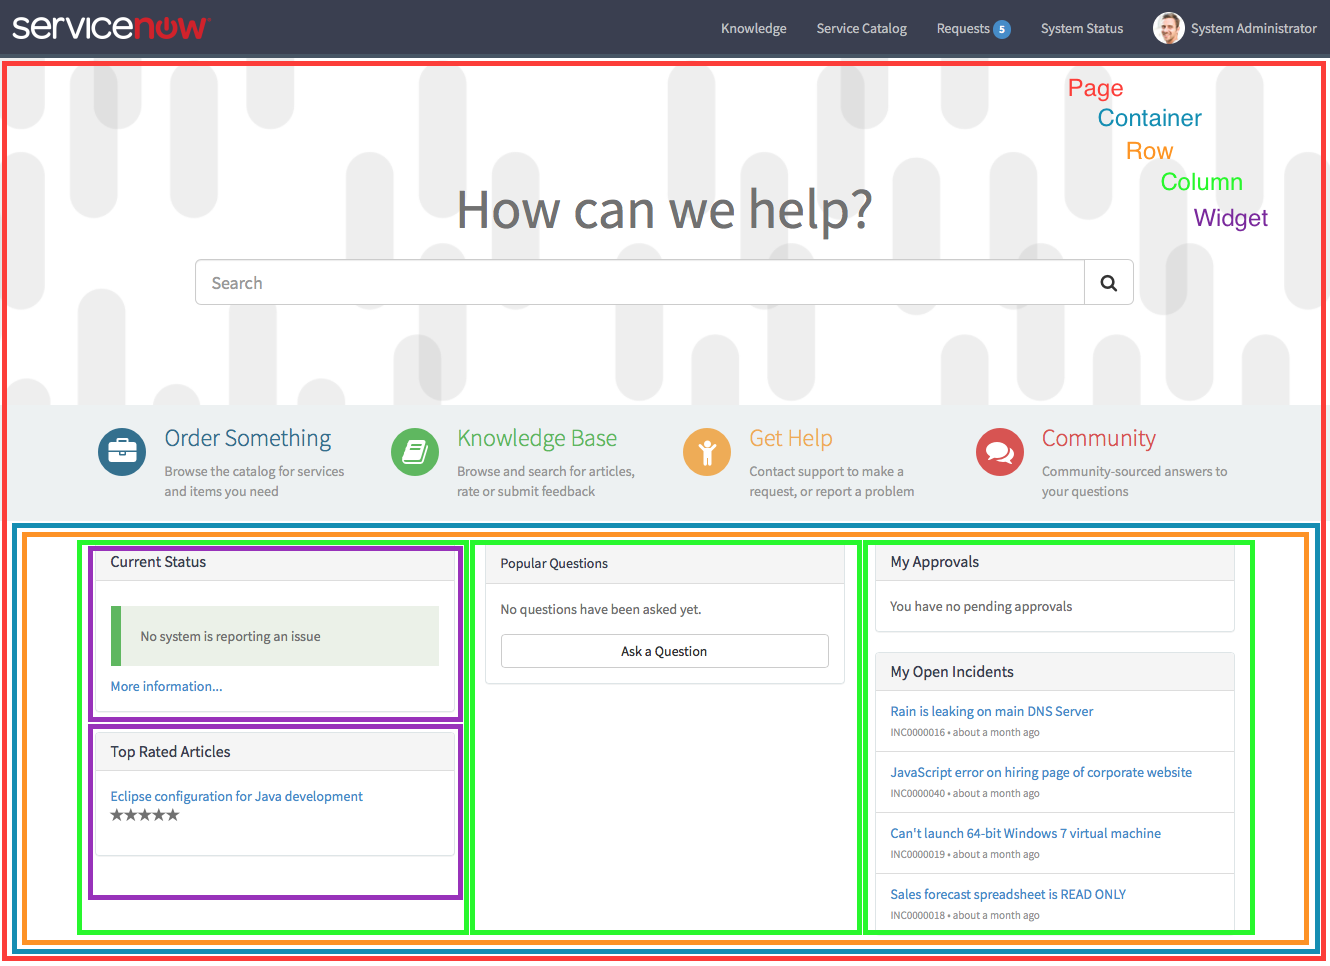 servicenow
Knowledge
Service Catalog
Requests 5
System Status
System Administrator
Page
Container
Row
Column
Widget
How can we help?
Search
Order Something
Browse the catalog for services
and items you need
Knowledge Base
Browse and search for articles,
rate or submit feedback
Get Help
Contact support to make a
request, or report a problem
Community
Community-sourced answers to
your questions
Current Status
No system is reporting an issue
More information...
Top Rated Articles
Eclipse configuration for Java development
★★★★★
Popular Questions
No questions have been asked yet.
Ask a Question
My Approvals
You have no pending approvals
My Open Incidents
Rain is leaking on main DNS Server
INC0000016 • about a month ago
JavaScript error on hiring page of corporate website
INC0000040 • about a month ago
Can't launch 64-bit Windows 7 virtual machine
INC0000019 • about a month ago
Sales forecast spreadsheet is READ ONLY
INC0000018 • about a month ago